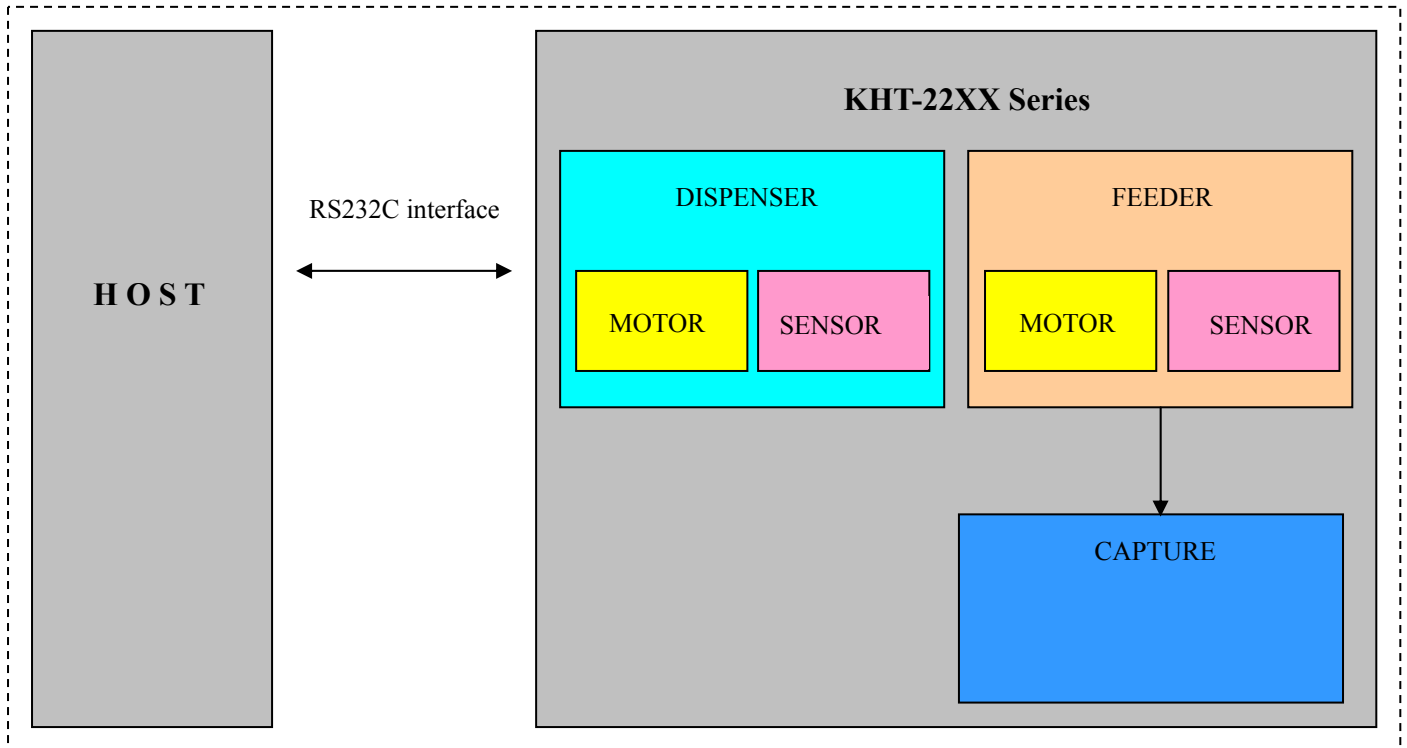 KHT-22XX Series
DISPENSER
FEEDER
RS232C interface
H O S T
MOTOR
SENSOR
MOTOR
SENSOR
CAPTURE